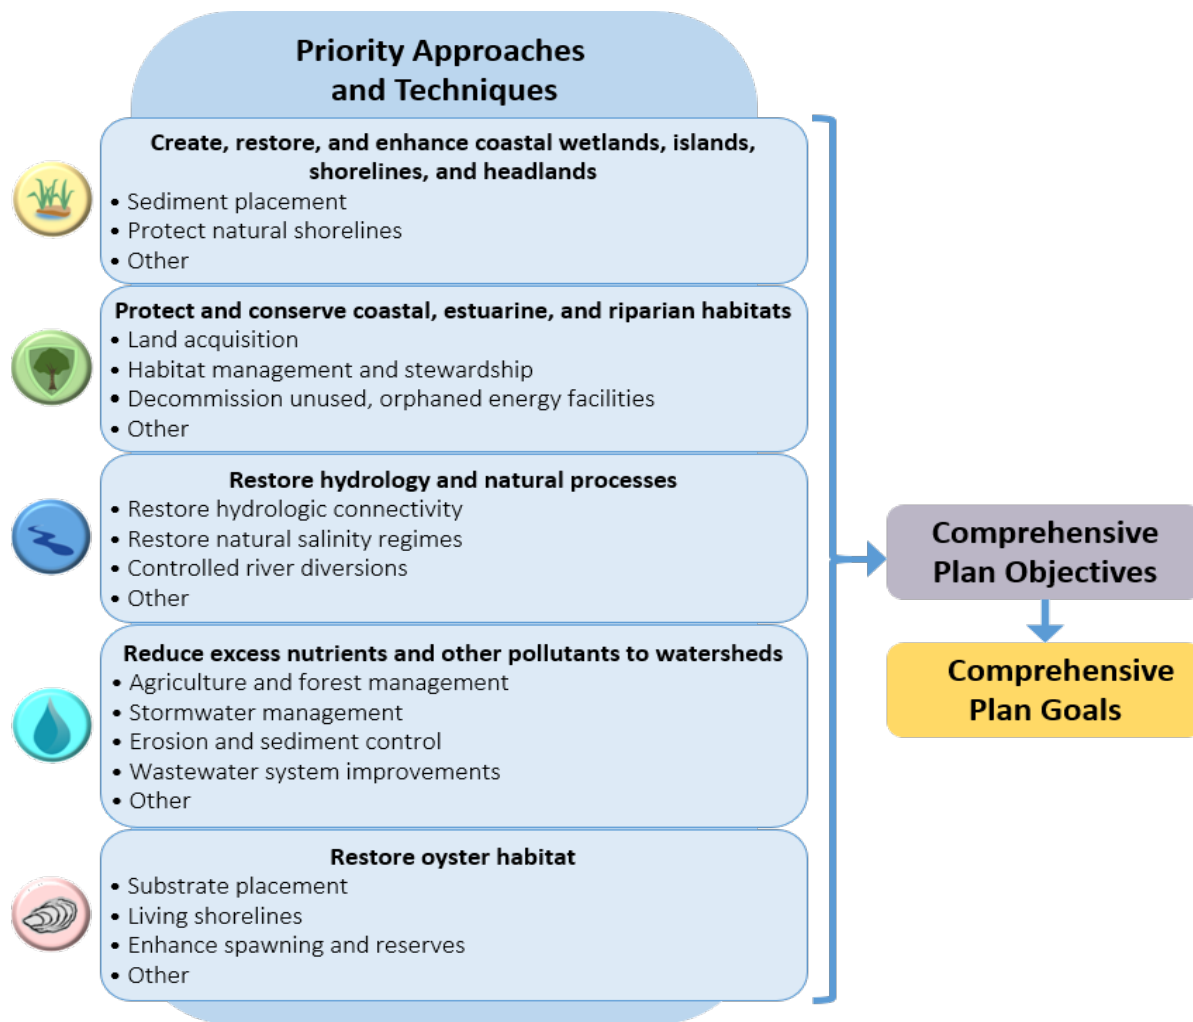 Priority Approaches
and Techniques
Create, restore, and enhance coastal wetlands, islands,
shorelines, and headlands
• Sediment placement
• Protect natural shorelines
• Other
Protect and conserve coastal, estuarine, and riparian habitats
• Land acquisition
• Habitat management and stewardship
• Decommission unused, orphaned energy facilities
• Other
Restore hydrology and natural processes
• Restore hydrologic connectivity
• Restore natural salinity regimes
• Controlled river diversions
• Other
Reduce excess nutrients and other pollutants to watersheds
• Agriculture and forest management
• Stormwater management
• Erosion and sediment control
• Wastewater system improvements
• Other
Restore oyster habitat
• Substrate placement
• Living shorelines
• Enhance spawning and reserves
• Other
Comprehensive
Plan Objectives
Comprehensive
Plan Goals